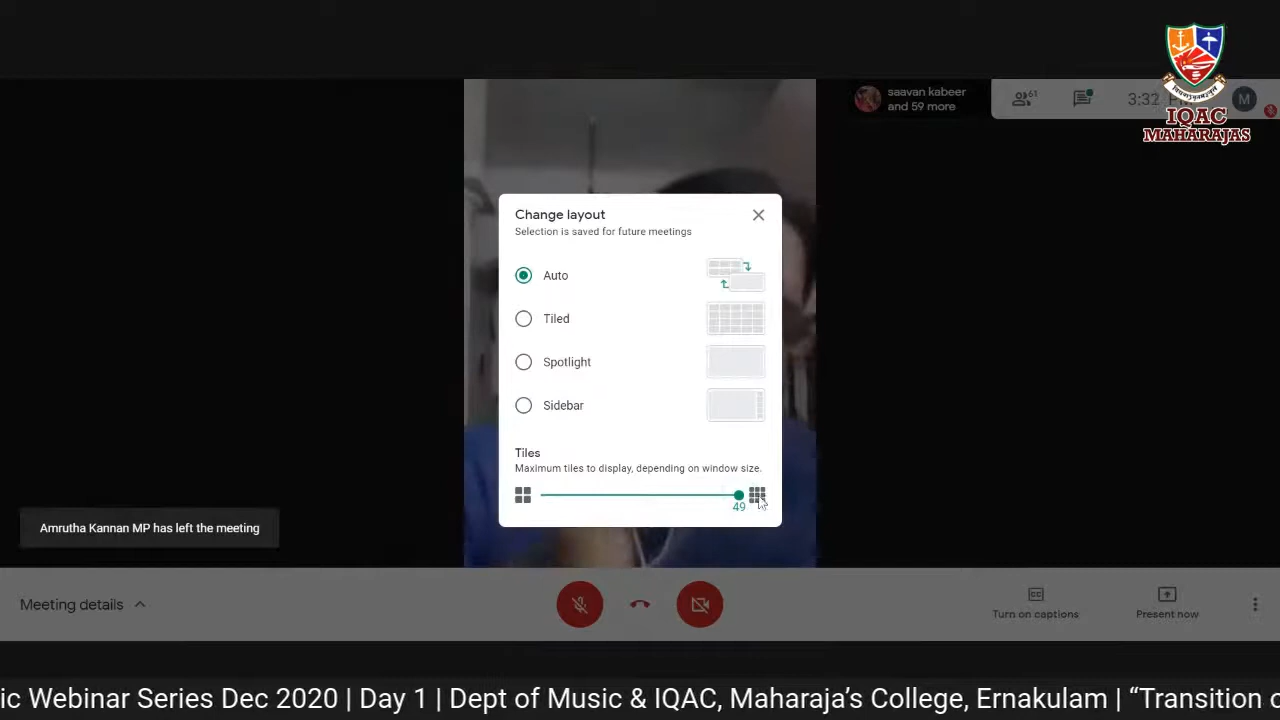 saavan kabeer
and 59 more
61
3:32 P
M
IQAC
MAHARAJAS
Change layout
Selection is saved for future meetings
Auto
Tiled
Spotlight
Sidebar
Tiles
Maximum tiles to display, depending on window size.
49
Amrutha Kannan MP has left the meeting
Meeting details
CC
Turn on captions
Present now
ic Webinar Series Dec 2020 | Day 1 | Dept of Music & IQAC, Maharaja’s College, Ernakulam | “Transition